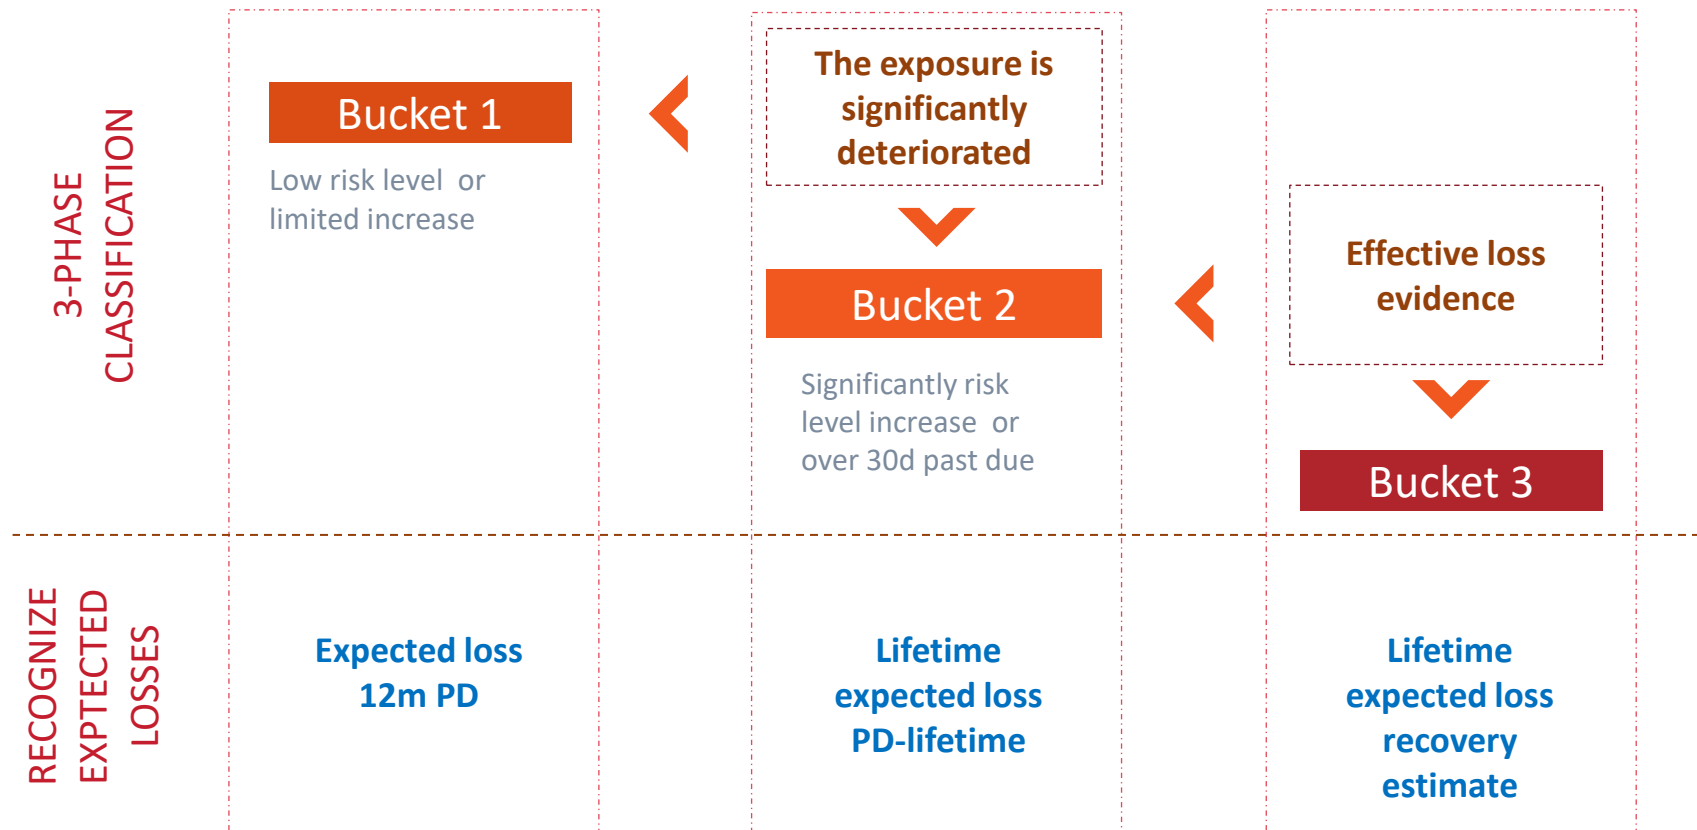 3-PHASE
CLASSIFICATION
Bucket 1
Low risk level or
limited increase
The exposure is
significantly
deteriorated
Bucket 2
Significantly risk
level increase or
over 30d past due
Effective loss
evidence
Bucket 3
RECOGNIZE
EXPTECTED
LOSSES
Expected loss
12m PD
Lifetime
expected loss
PD-lifetime
Lifetime
expected loss
recovery
estimate